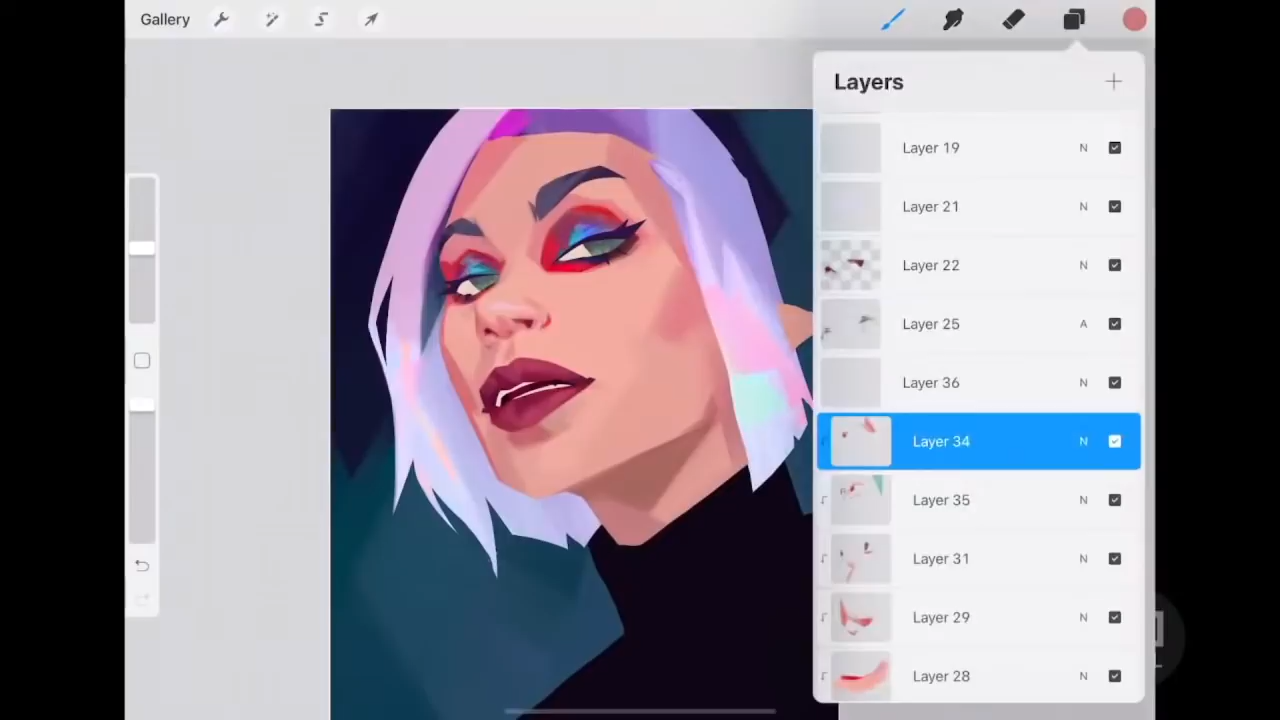 Gallery
Layers
Layer 19 N
Layer 21 N
Layer 22 N
Layer 25 A
Layer 36 N
Layer 34 N
Layer 35 N
Layer 31 N
Layer 29 N
Layer 28 N